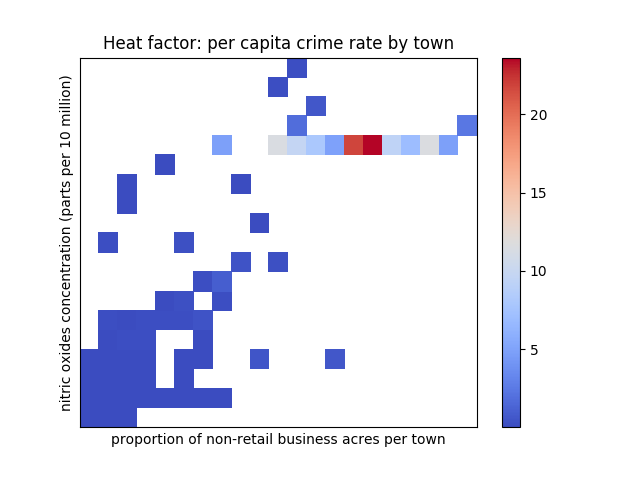 Heat factor: per capita crime rate by town
nitric oxides concentration (parts per 10 million)
proportion of non-retail business acres per town
20
15
10
5